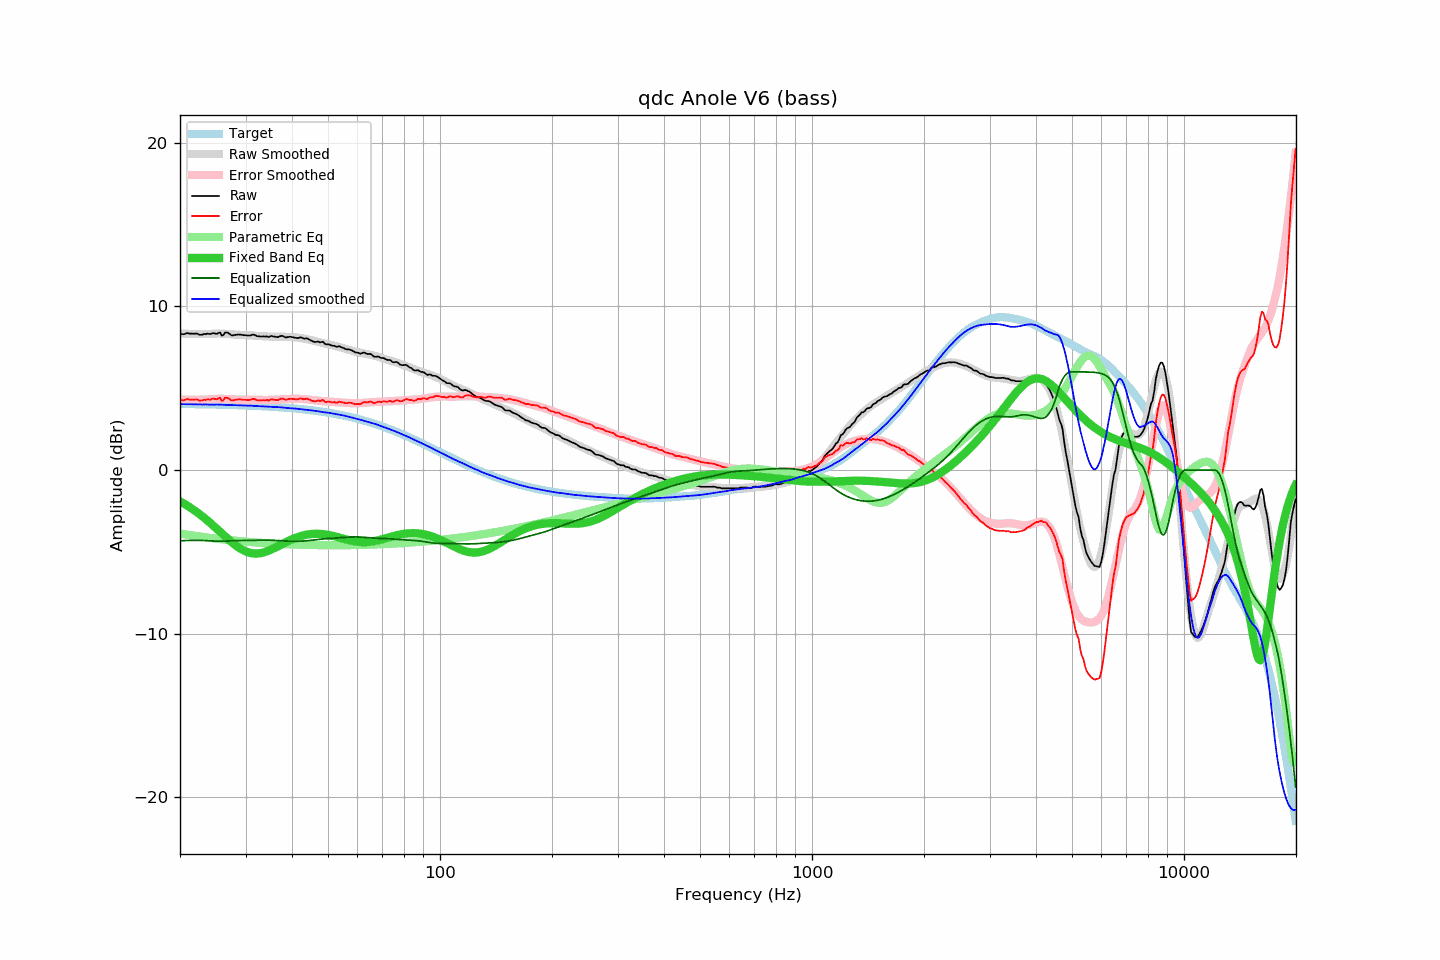 qdc Anole V6 (bass)
Target
Raw Smoothed
Error Smoothed
Raw
Error
Parametric Eq
Fixed Band Eq
Equalization
Equalized smoothed
20
10
0
−10
−20
Amplitude (dBr)
100
1000
10000
Frequency (Hz)